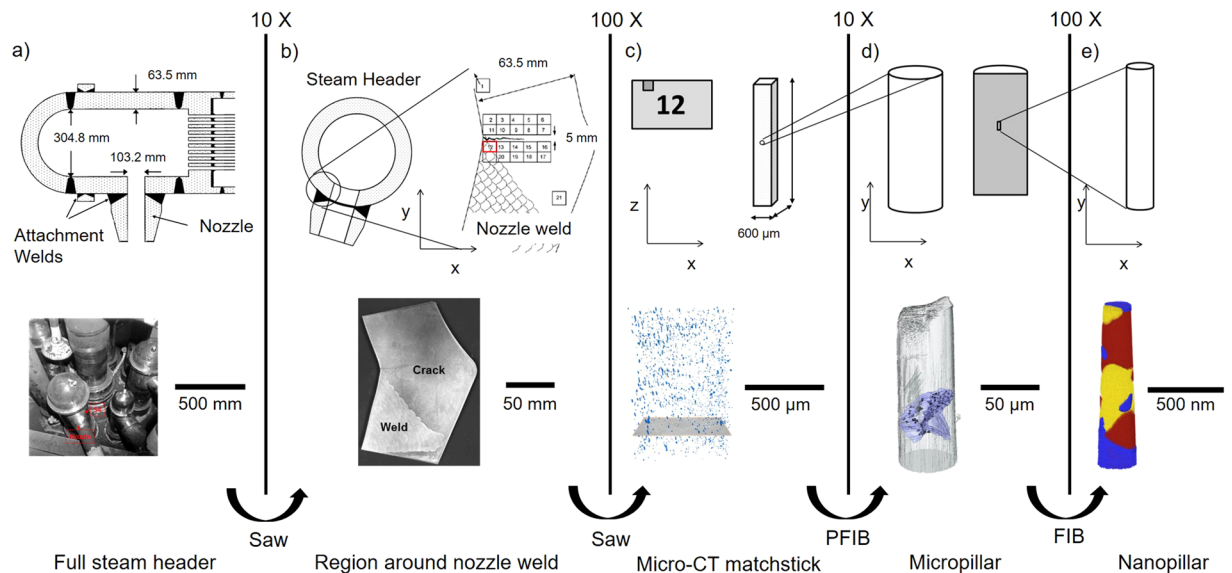 10 X
100 X
10 X
100 X
a)
63.5 mm
304.8 mm
103.2 mm
Attachment
Welds
Nozzle
b)
Steam Header
63.5 mm
1
2 3 4 5 6
11 10 9 8 7
12 13 14 15 16
20 19 18 17
5 mm
21
Nozzle weld
y
x
c)
12
z
x
600 µm
d)
y
x
e)
y
x
500 mm
Crack
Weld
50 mm
500 µm
50 µm
500 nm
Saw
Saw
PFIB
FIB
Full steam header
Region around nozzle weld
Micro-CT matchstick
Micropillar
Nanopillar